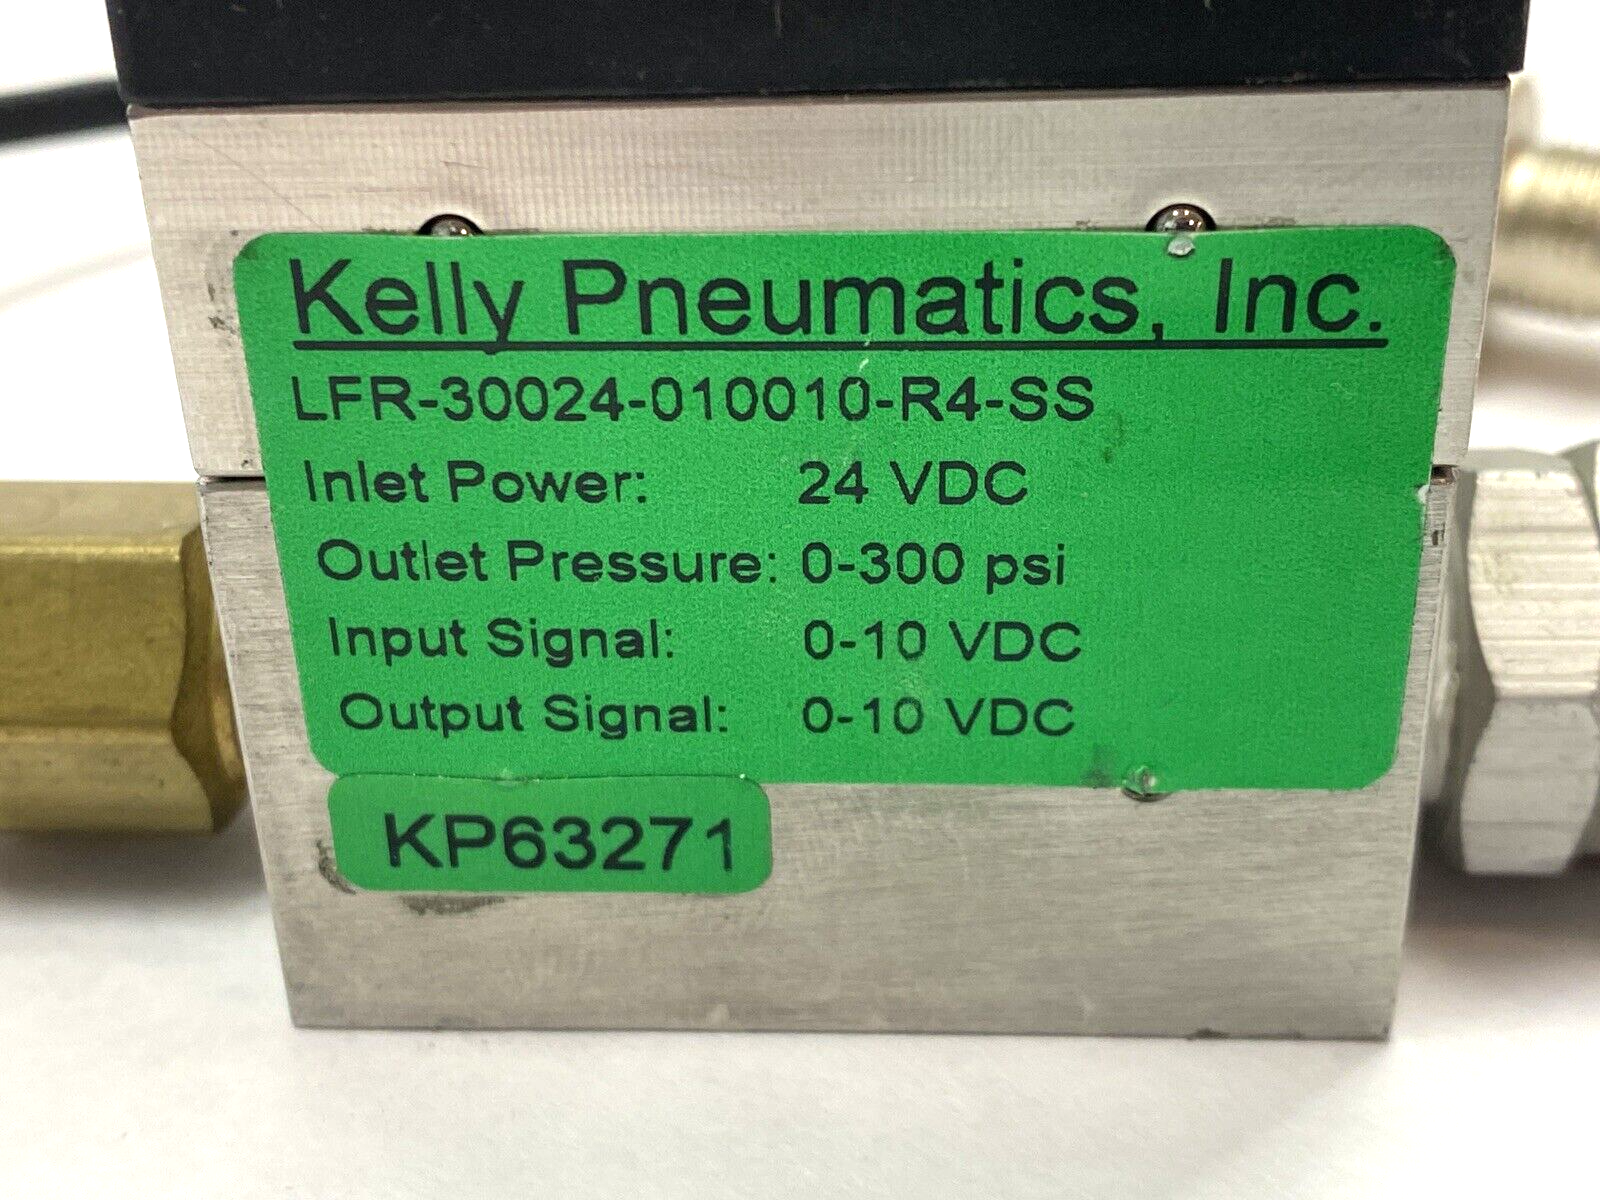 Kelly Pneumatics, Inc.
LFR-30024-010010-R4-SS
Inlet Power: 24 VDC
Outlet Pressure: 0-300 psi
Input Signal: 0-10 VDC
Output Signal: 0-10 VDC
KP63271